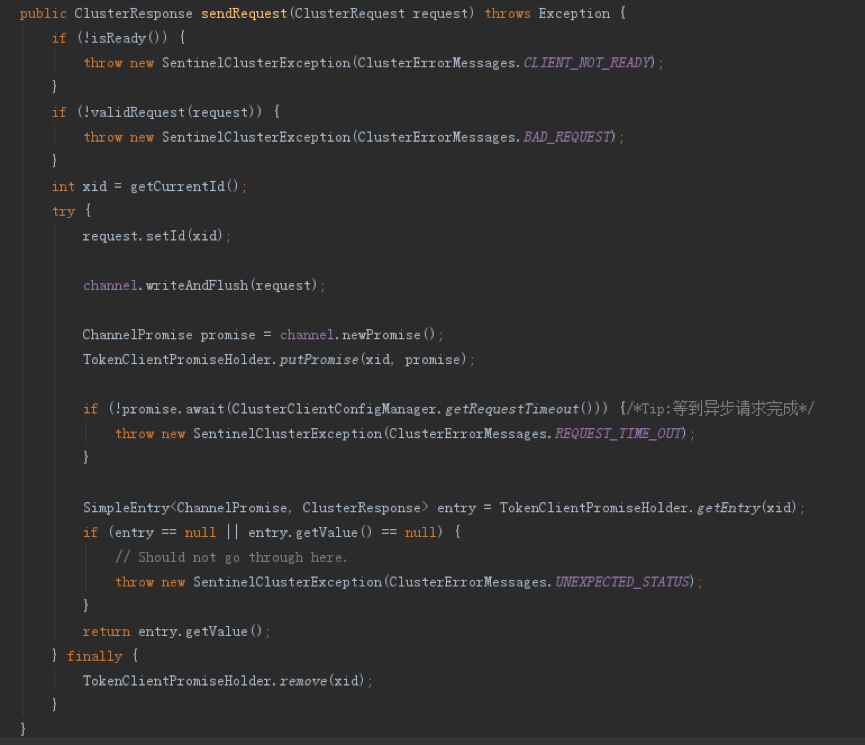 public ClusterResponse sendRequest(ClusterRequest request) throws Exception {
if (!isReady()) {
throw new SentinelClusterException(ClusterErrorMessages.CLIENT_NOT_READY);
}
if (!validRequest(request)) {
throw new SentinelClusterException(ClusterErrorMessages.BAD_REQUEST);
}
int xid = getCurrentId();
try {
request.setId(xid);
channel.writeAndFlush(request);
ChannelPromise promise = channel.newPromise();
TokenClientPromiseHolder.putPromise(xid, promise);
if (!promise.await(ClusterClientConfigManager.getRequestTimeout())) {/*Tip:等到异步请求完成*/
throw new SentinelClusterException(ClusterErrorMessages.REQUEST_TIME_OUT);
}
SimpleEntry<ChannelPromise, ClusterResponse> entry = TokenClientPromiseHolder.getEntry(xid);
if (entry == null || entry.getValue() == null) {
// Should not go through here.
throw new SentinelClusterException(ClusterErrorMessages.UNEXPECTED_STATUS);
}
return entry.getValue();
} finally {
TokenClientPromiseHolder.remove(xid);
}
}